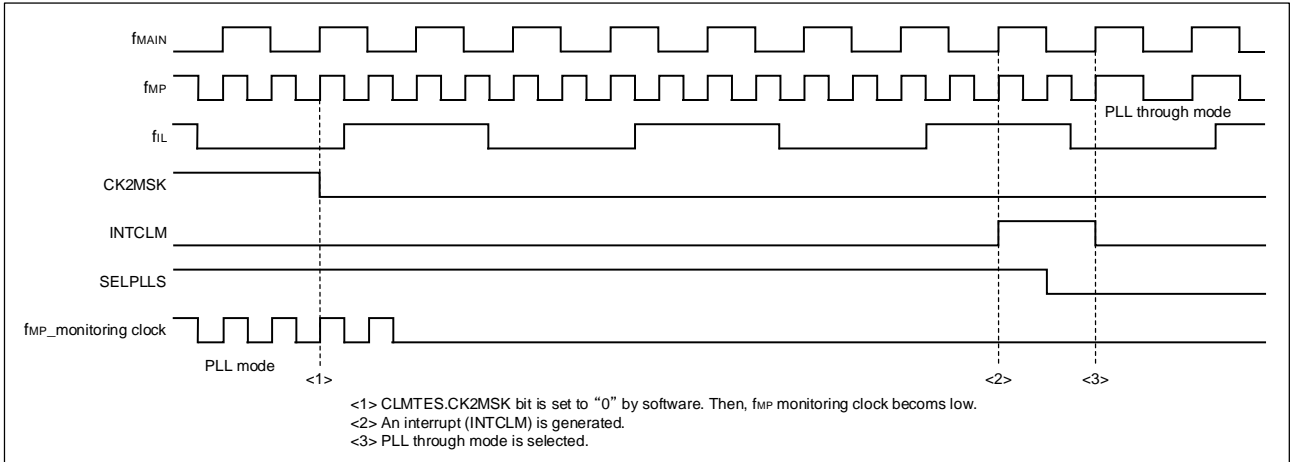 fMAIN
fMP
PLL through mode
fIL
CK2MSK
INTCLM
SELPLLS
fMP_monitoring clock
PLL mode
<1> <2> <3>
<1> CLMTES.CK2MSK bit is set to “0” by software. Then, fMP monitoring clock becoms low.
<2> An interrupt (INTCLM) is generated.
<3> PLL through mode is selected.